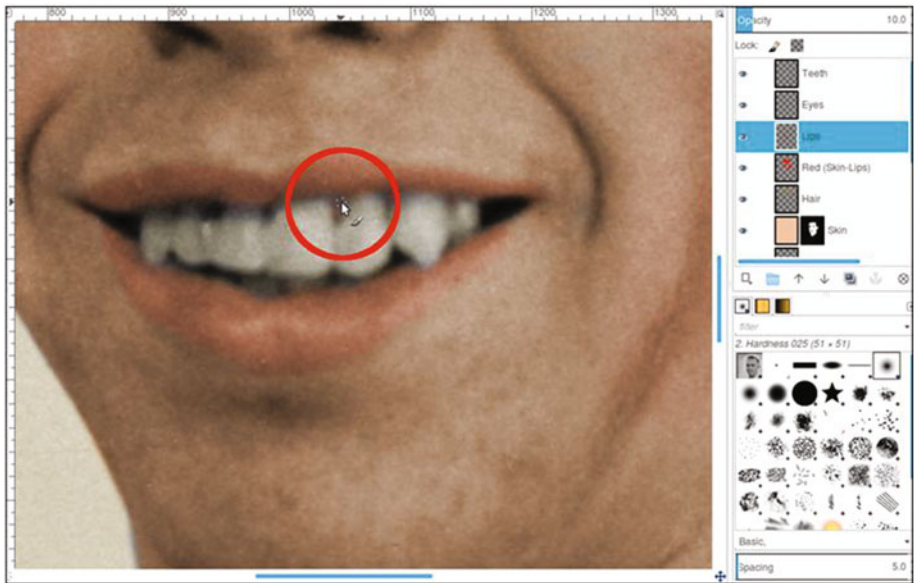 800 900 1000 1100 1200 1300
Opacity 10.0
Lock:
Teeth
Eyes
Lips
Red (Skin-Lips)
Hair
Skin
filter
2. Hardness 025 (51 × 51)
Basic,
Spacing 5.0